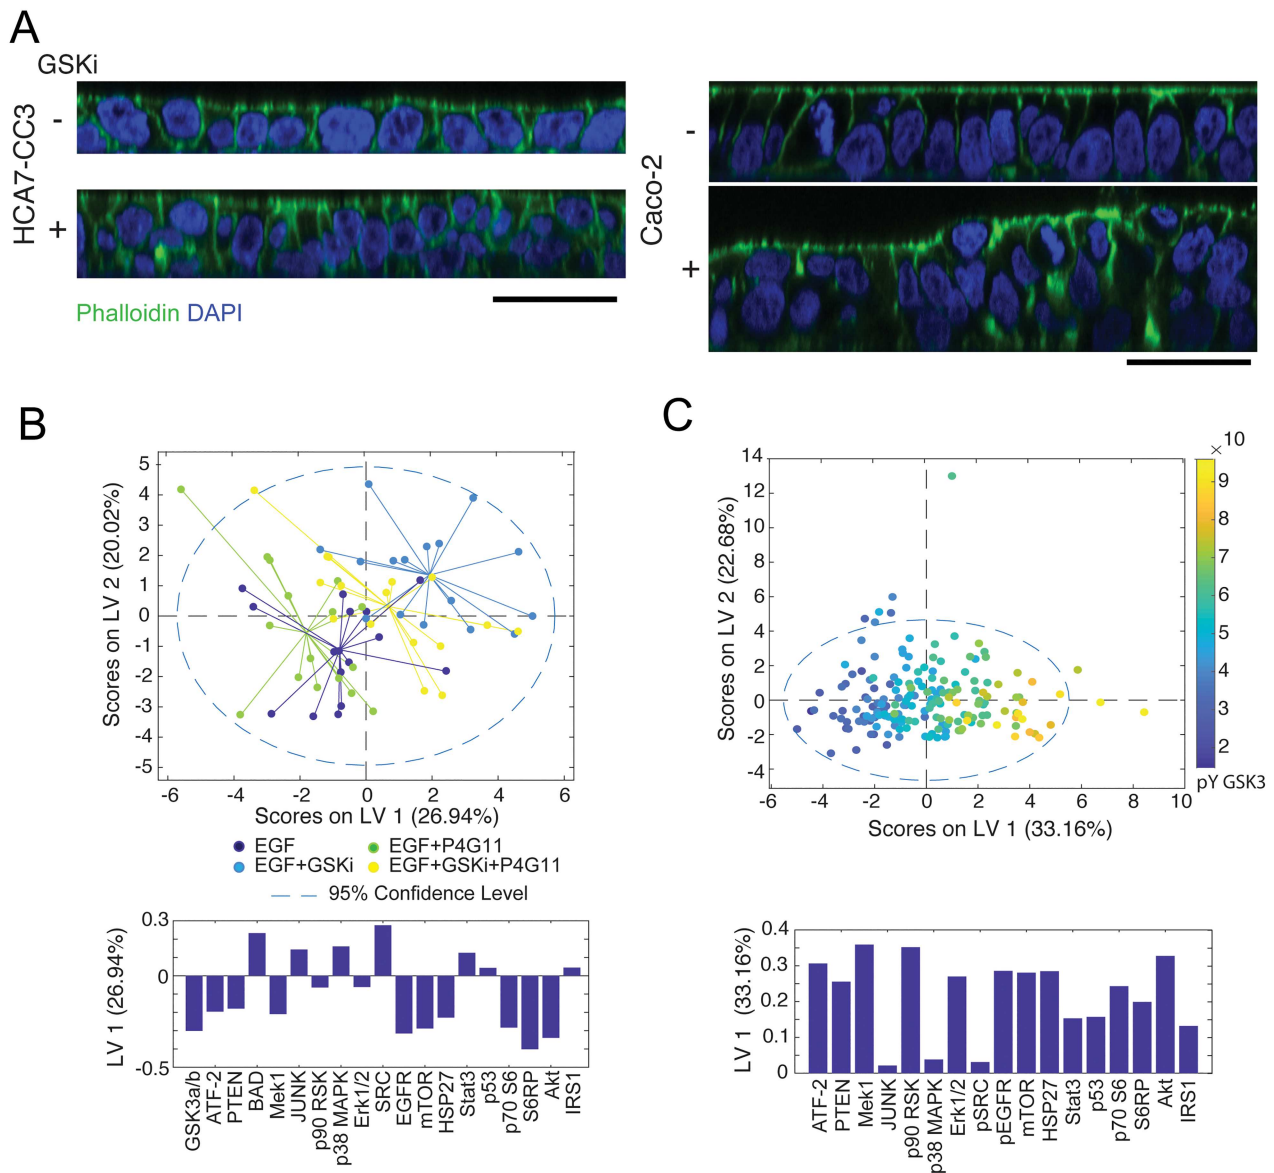 A
GSKi
HCA7-CC3
-
+
Phalloidin DAPI
Caco-2
-
+
B
Scores on LV 2 (20.02%)
5
4
3
2
1
0
-1
-2
-3
-4
-5
-6 -4 -2 0 2 4 6
Scores on LV 1 (26.94%)
EGF EGF+P4G11
EGF+GSKi EGF+GSKi+P4G11
95% Confidence Level
LV 1 (26.94%)
0.3
0
-0.5
GSK3a/b
ATF-2
PTEN
BAD
Mek1
JUNK
p90 RSK
p38 MAPK
Erk1/2
SRC
EGFR
mTOR
HSP27
Stat3
p53
p70 S6
S6RP
Akt
IRS1
C
Scores on LV 2 (22.68%)
14
12
10
8
6
4
2
0
-2
-4
-6 -4 -2 0 2 4 6 8 10
Scores on LV 1 (33.16%)
×10
9
8
7
6
5
4
3
2
pY GSK3
LV 1 (33.16%)
0.4
0.3
0.2
0.1
0
ATF-2
PTEN
Mek1
JUNK
p90 RSK
p38 MAPK
Erk1/2
pSRC
pEGFR
mTOR
HSP27
Stat3
p53
p70 S6
S6RP
Akt
IRS1